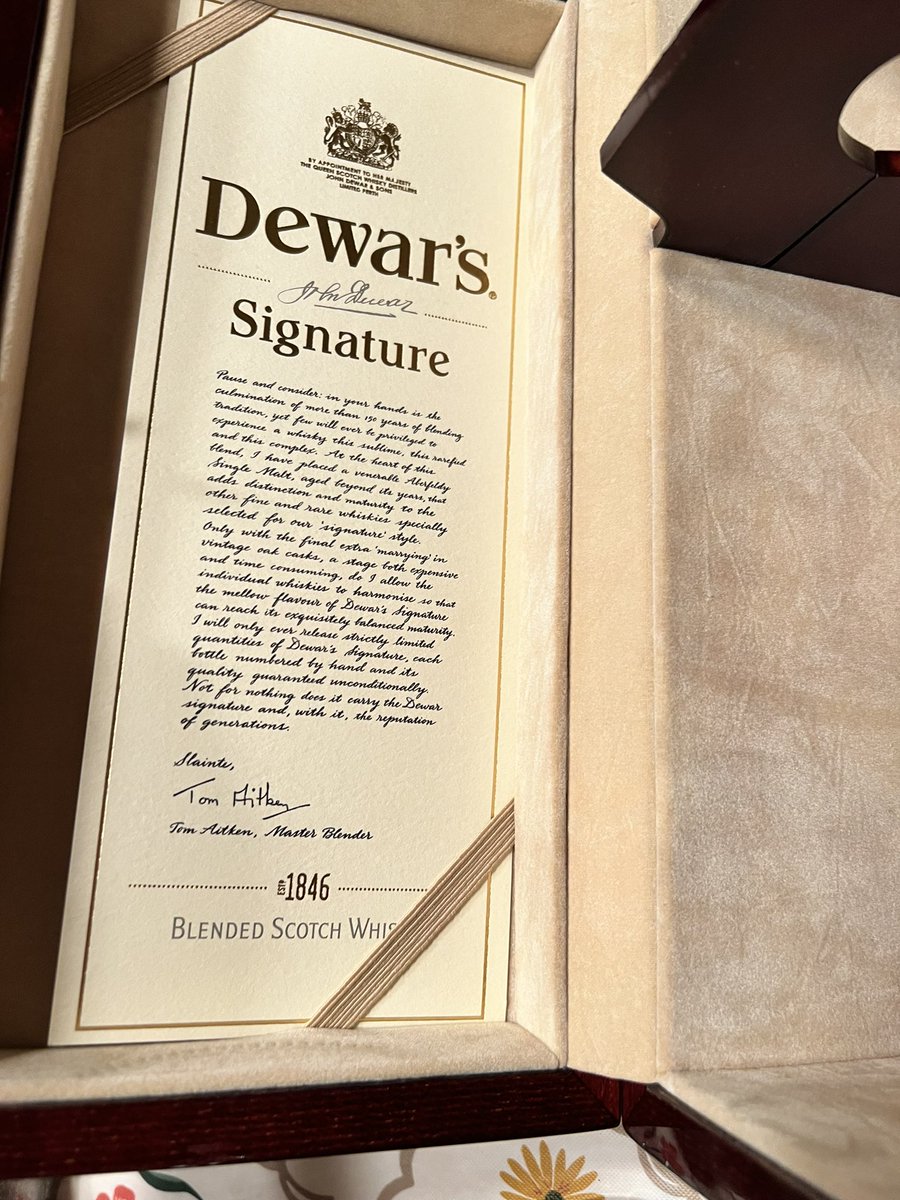 BY APPOINTMENT TO HER MAJESTY
THE QUEEN SCOTCH WHISKY DISTILLERS
JOHN DEWAR & SONS
LIMITED PERTH
Dewar's®
John Dewar
Signature
Pause and consider: in your hands is the
culmination of more than 150 years of blending
tradition, yet few will ever be privileged to
experience a whisky this sublime, this rarefied
and this complex. At the heart of this
blend, I have placed a venerable Aberfeldy
Single Malt, aged beyond its years, that
adds distinction and maturity to the
other fine and rare whiskies specially
selected for our 'signature' style.
Only with the final extra 'marrying' in
vintage oak casks, a stage both expensive
and time consuming, do I allow the
individual whiskies to harmonise so that
the mellow flavour of Dewar's Signature
can reach its exquisitely balanced maturity.
I will only ever release strictly limited
quantities of Dewar's Signature, each
bottle numbered by hand and its
quality guaranteed unconditionally.
Not for nothing does it carry the Dewar
signature and, with it, the reputation
of generations.
Slainte,
Tom Aitken
Tom Aitken, Master Blender
ESTD 1846
BLENDED SCOTCH WHIS